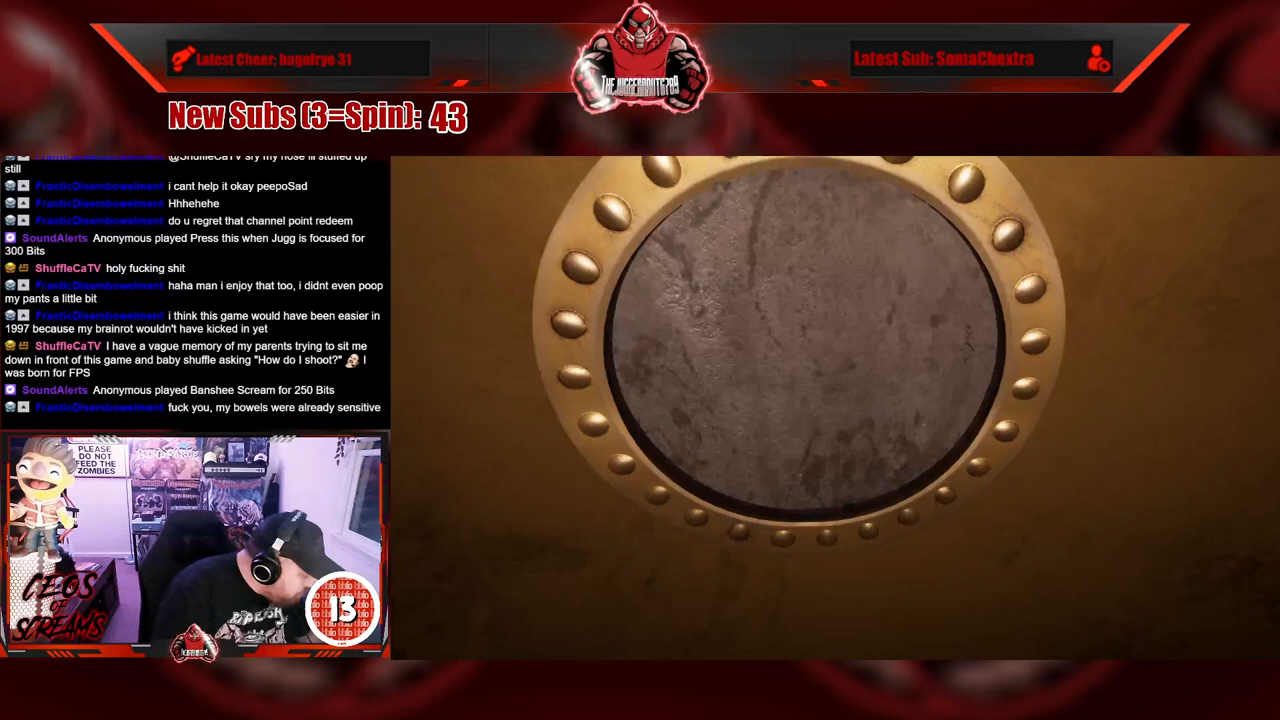 Latest Cheer: bagofrye 31
THEJUGGERNAUT6789
Latest Sub: SomaChextra
New Subs (3=Spin): 43
@ShuffleCaTV sry my nose ill stuffed up
still
FranticDisembowelment i cant help it okay peepoSad
FranticDisembowelment Hhhehehe
FranticDisembowelment do u regret that channel point redeem
SoundAlerts Anonymous played Press this when Jugg is focused for
300 Bits
ShuffleCaTV holy fucking shit
FranticDisembowelment haha man i enjoy that too, i didnt even poop
my pants a little bit
FranticDisembowelment i think this game would have been easier in
1997 because my brainrot wouldn't have kicked in yet
ShuffleCaTV I have a vague memory of my parents trying to sit me
down in front of this game and baby shuffle asking "How do I shoot?" I
was born for FPS
SoundAlerts Anonymous played Banshee Scream for 250 Bits
FranticDisembowelment fuck you, my bowels were already sensitive
PLEASE
DO NOT
FEED THE
ZOMBIES
CEOS
OF
SCREAMS
13